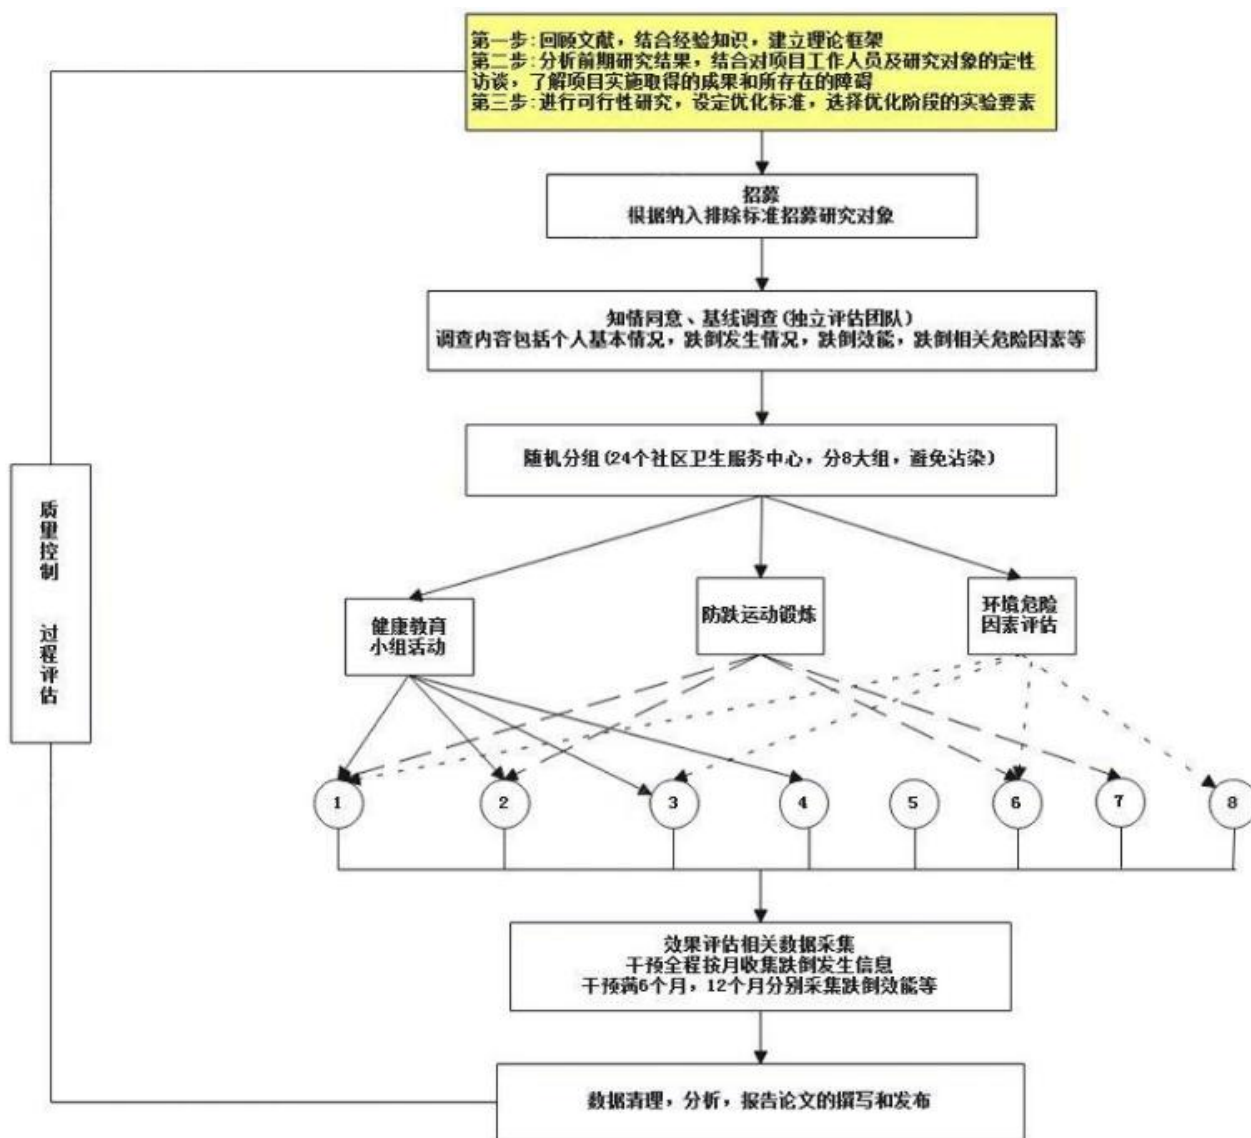 第一步:回顾文献，结合经验知识，建立理论框架
第二步:分析前期研究结果，结合对项目工作人员及研究对象的定性
访谈，了解项目实施取得的成果和所存在的障碍
第三步:进行可行性研究，设定优化标准，选择优化阶段的实验要素
招募
根据纳入排除标准招募研究对象
知情同意、基线调查(独立评估团队)
调查内容包括个人基本情况，跌倒发生情况，跌倒效能，跌倒相关危险因素等
随机分组(24个社区卫生服务中心，分8大组，避免沾染)
质量控制 过程评估
健康教育
小组活动
防跌运动锻炼
环境危险
因素评估
1
2
3
4
5
6
7
8
效果评估相关数据采集
干预全程按月收集跌倒发生信息
干预满6个月，12个月分别采集跌倒效能等
数据清理，分析，报告论文的撰写和发布